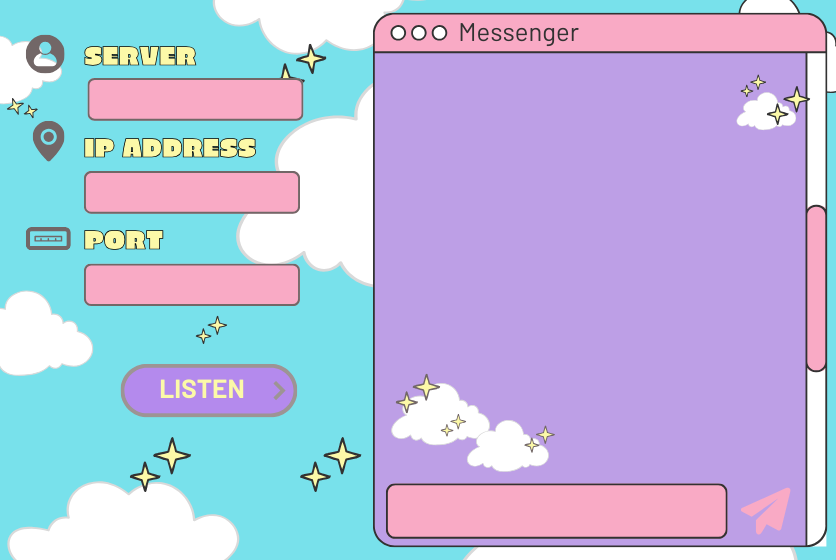 SERVER
IP ADDRESS
PORT
LISTEN
Messenger